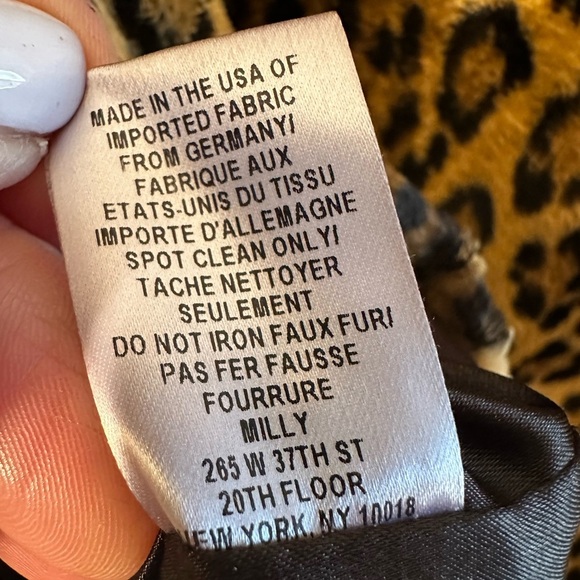 MADE IN THE USA OF
IMPORTED FABRIC
FROM GERMANY/
FABRIQUE AUX
ETATS-UNIS DU TISSU
IMPORTE D'ALLEMAGNE
SPOT CLEAN ONLY/
TACHE NETTOYER
SEULEMENT
DO NOT IRON FAUX FUR/
PAS FER FAUSSE
FOURRURE
MILLY
265 W 37TH ST
20TH FLOOR
NEW YORK, NY 10018